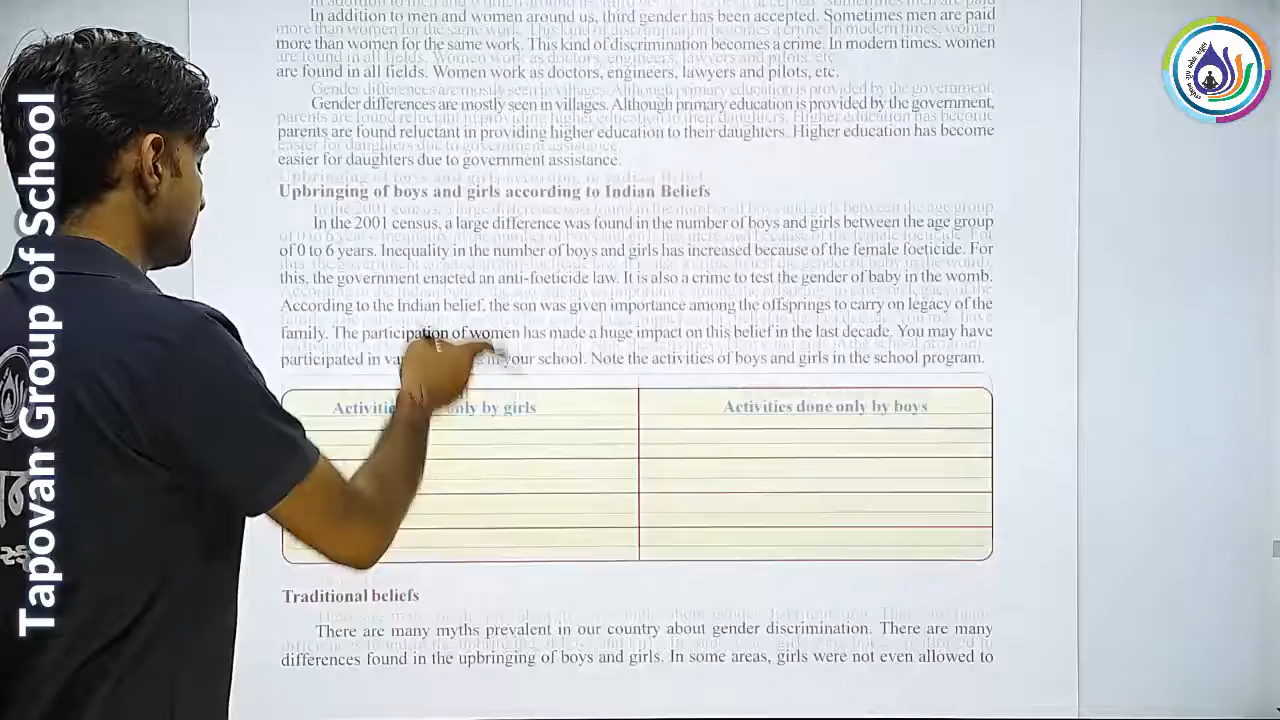 In addition to men and women around us, third gender has been accepted. Sometimes men are paid
more than women for the same work. This kind of discrimination becomes a crime. In modern times, women
are found in all fields. Women work as doctors, engineers, lawyers and pilots, etc.
Gender differences are mostly seen in villages. Although primary education is provided by the government,
parents are found reluctant in providing higher education to their daughters. Higher education has become
easier for daughters due to government assistance.
Upbringing of boys and girls according to Indian Beliefs
In the 2001 census, a large difference was found in the number of boys and girls between the age group
of 0 to 6 years. Inequality in the number of boys and girls has increased because of the female foeticide. For
this, the government enacted an anti-foeticide law. It is also a crime to test the gender of baby in the womb.
According to the Indian belief, the son was given importance among the offsprings to carry on legacy of the
family. The participation of women has made a huge impact on this belief in the last decade. You may have
participated in in your school. Note the activities of boys and girls in the school program.
only by girls
Activities done only by boys
Traditional beliefs
There are many myths prevalent in our country about gender discrimination. There are many
differences found in the upbringing of boys and girls. In some areas, girls were not even allowed to
Tapovan Group of School